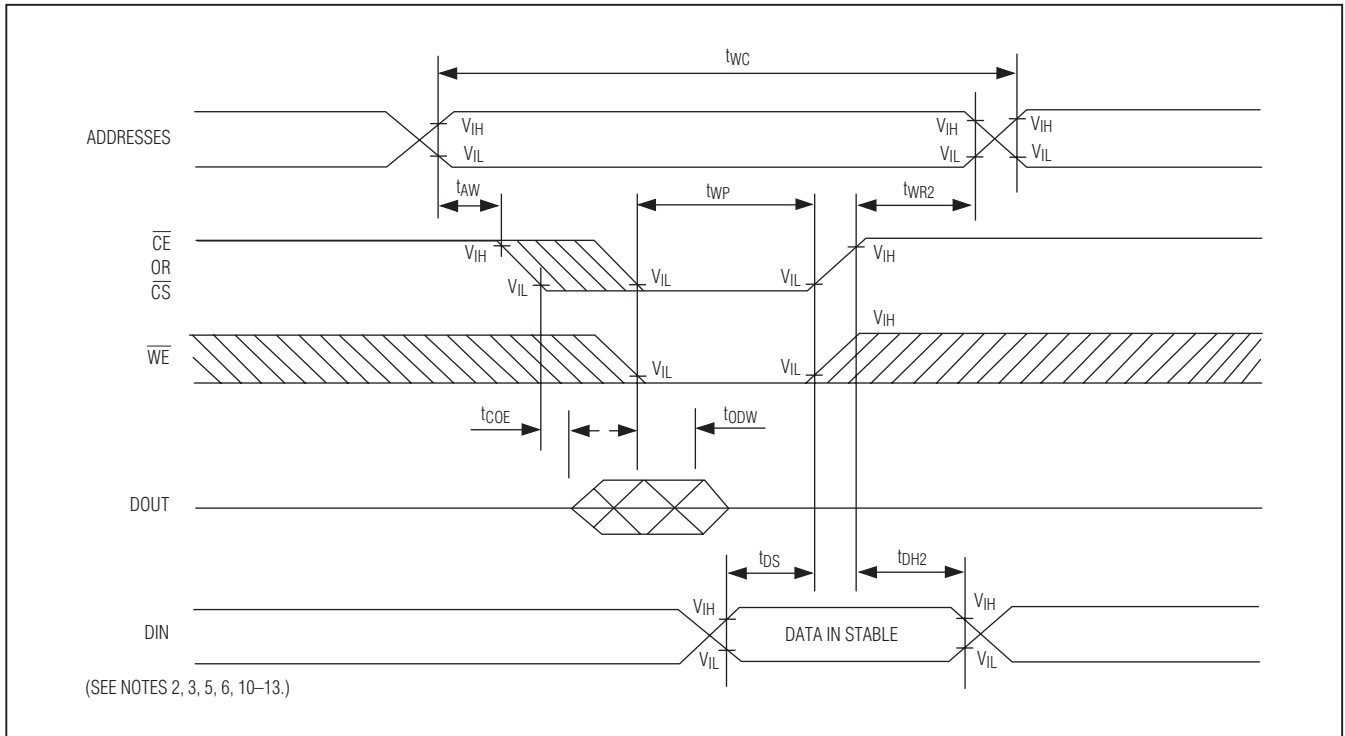 tWC
ADDRESSES
VIH
VIL
VIH
VIL
VIH
VIL
tAW
tWP
tWR2
CE
OR
CS
VIH
VIL
VIL
VIL
VIH
WE
VIL
VIL
VIH
tCOE
tODW
DOUT
tDS
tDH2
DIN
VIH
VIL
DATA IN STABLE
VIH
VIL
(SEE NOTES 2, 3, 5, 6, 10–13.)